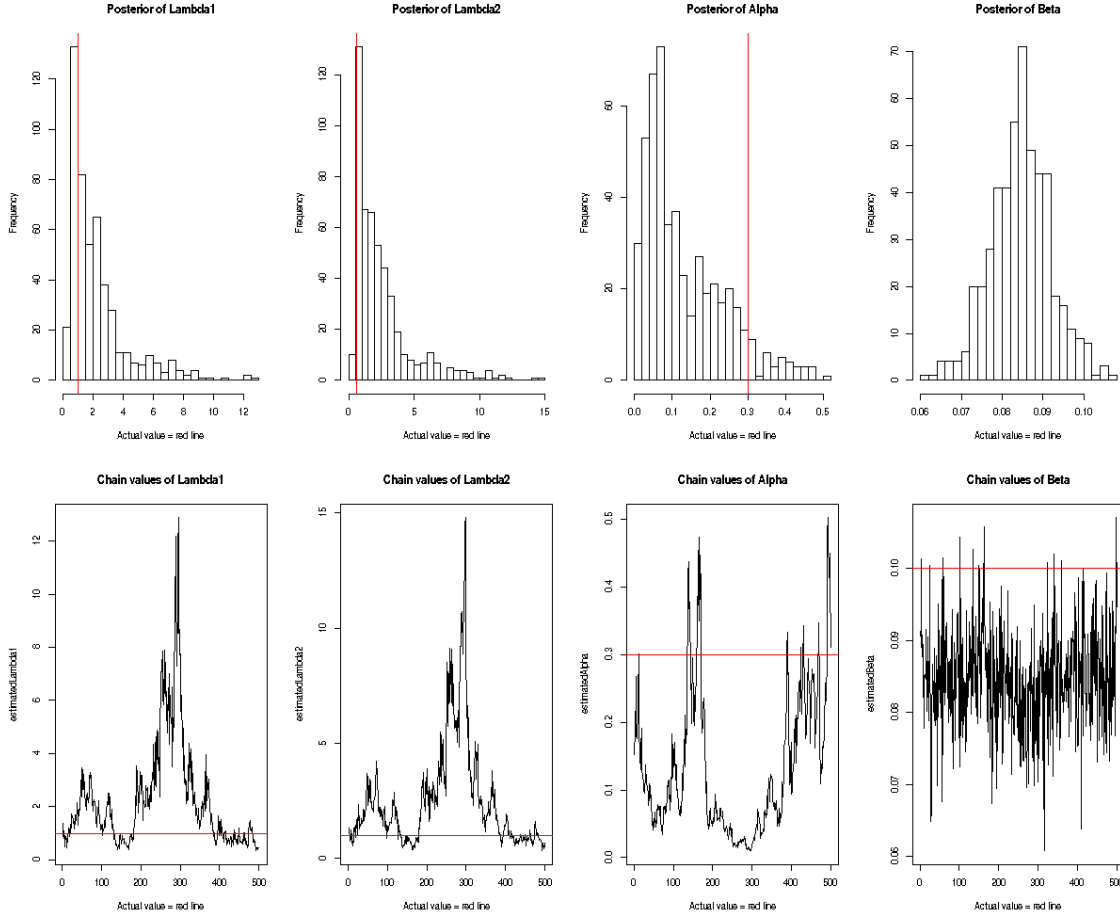 Posterior of Lambda1
Frequency
0 20 40 60 80 100 120
0 2 4 6 8 10 12
Actual value = red line
Posterior of Lambda2
Frequency
0 20 40 60 80 100 120
0 5 10 15
Actual value = red line
Posterior of Alpha
Frequency
0 20 40 60
0.0 0.1 0.2 0.3 0.4 0.5
Actual value = red line
Posterior of Beta
Frequency
0 10 20 30 40 50 60 70
0.06 0.07 0.08 0.09 0.10
Actual value = red line
Chain values of Lambda1
estimatedLambda1
0 2 4 6 8 10 12
0 100 200 300 400 500
Actual value = red line
Chain values of Lambda2
estimatedLambda2
0 5 10 15
0 100 200 300 400 500
Actual value = red line
Chain values of Alpha
estimatedAlpha
0.0 0.1 0.2 0.3 0.4 0.5
0 100 200 300 400 500
Actual value = red line
Chain values of Beta
estimatedBeta
0.06 0.07 0.08 0.09 0.10
0 100 200 300 400 500
Actual value = red line